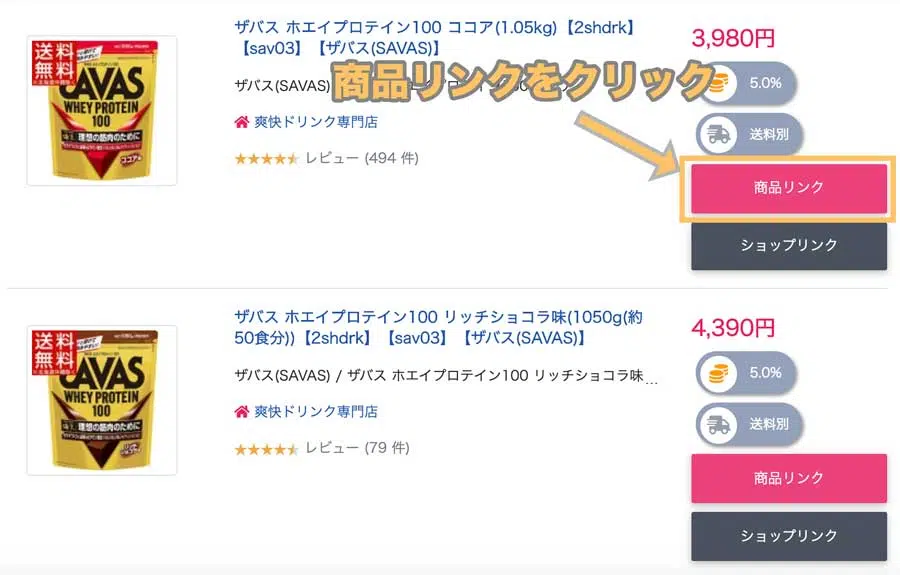 ザバス ホエイプロテイン100 ココア(1.05kg)【2shdrk】
【sav03】【ザバス(SAVAS)】
3,980円
送料
無料
SAVAS
WHEY PROTEIN
100
理想の筋肉のために
ココア味
ザバス(SAVAS)
商品リンクをクリック
5.0%
爽快ドリンク専門店
送料別
レビュー (494 件)
商品リンク
ショップリンク
ザバス ホエイプロテイン100 リッチショコラ味(1050g(約
50食分))【2shdrk】【sav03】【ザバス(SAVAS)】
4,390円
送料
無料
SAVAS
WHEY PROTEIN
100
理想の筋肉のために
ザバス(SAVAS) / ザバス ホエイプロテイン100 リッチショコラ味...
5.0%
爽快ドリンク専門店
送料別
レビュー (79 件)
商品リンク
ショップリンク